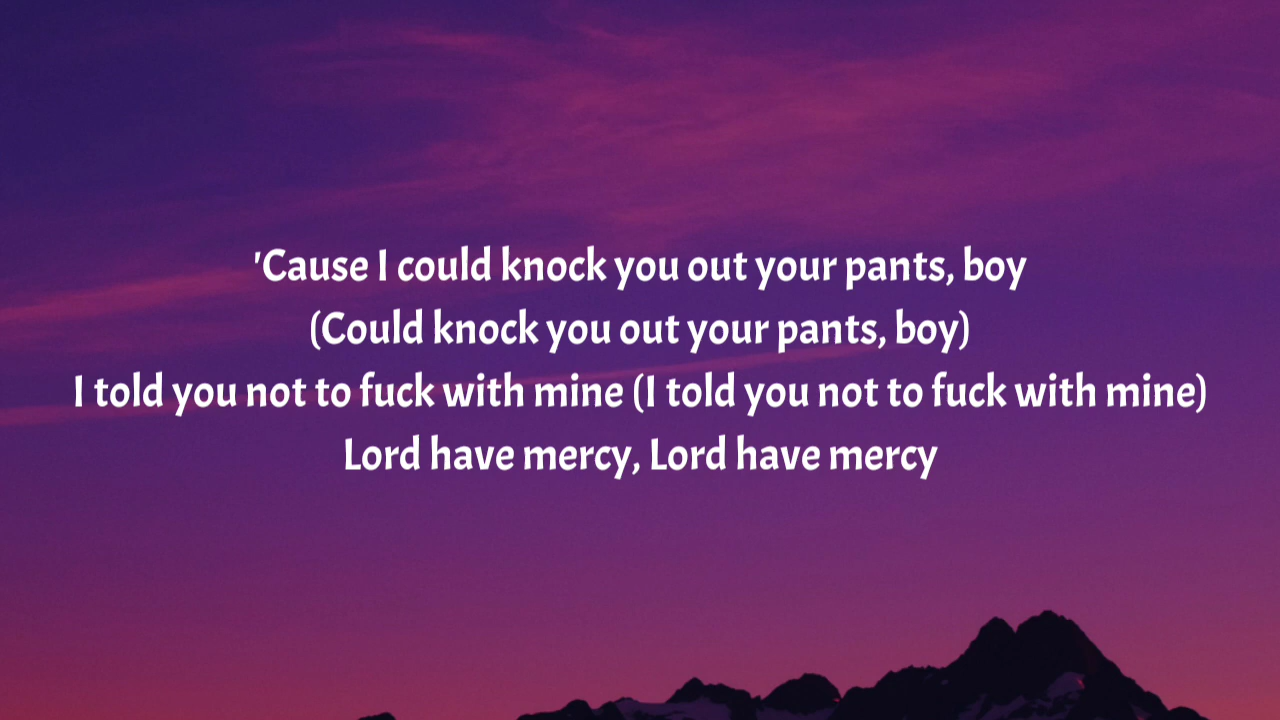 'Cause I could knock you out your pants, boy
(Could knock you out your pants, boy)
I told you not to fuck with mine (I told you not to fuck with mine)
Lord have mercy, Lord have mercy